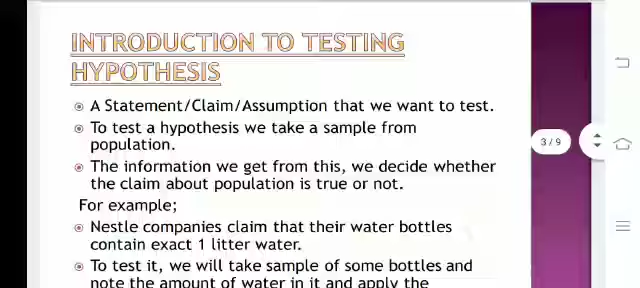 INTRODUCTION TO TESTING
HYPOTHESIS
A Statement/Claim/Assumption that we want to test.
To test a hypothesis we take a sample from
population.
The information we get from this, we decide whether
the claim about population is true or not.
For example;
Nestle companies claim that their water bottles
contain exact 1 litter water.
To test it, we will take sample of some bottles and
note the amount of water in it and apply the
3/9